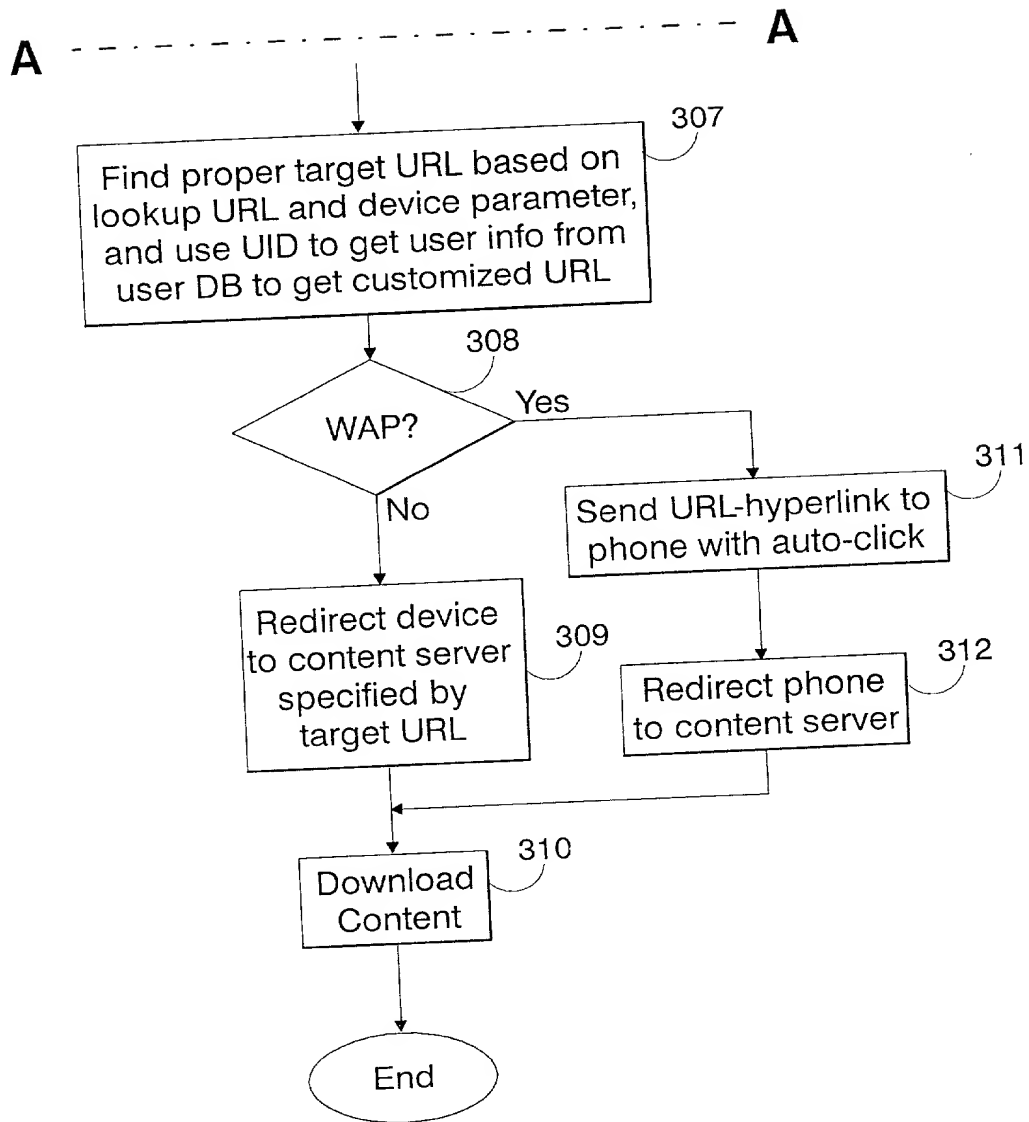 A
A
307
Find proper target URL based on
lookup URL and device parameter,
and use UID to get user info from
user DB to get customized URL
308
WAP?
Yes
No
311
Send URL-hyperlink to
phone with auto-click
Redirect device
to content server
specified by
target URL
309
312
Redirect phone
to content server
310
Download
Content
End